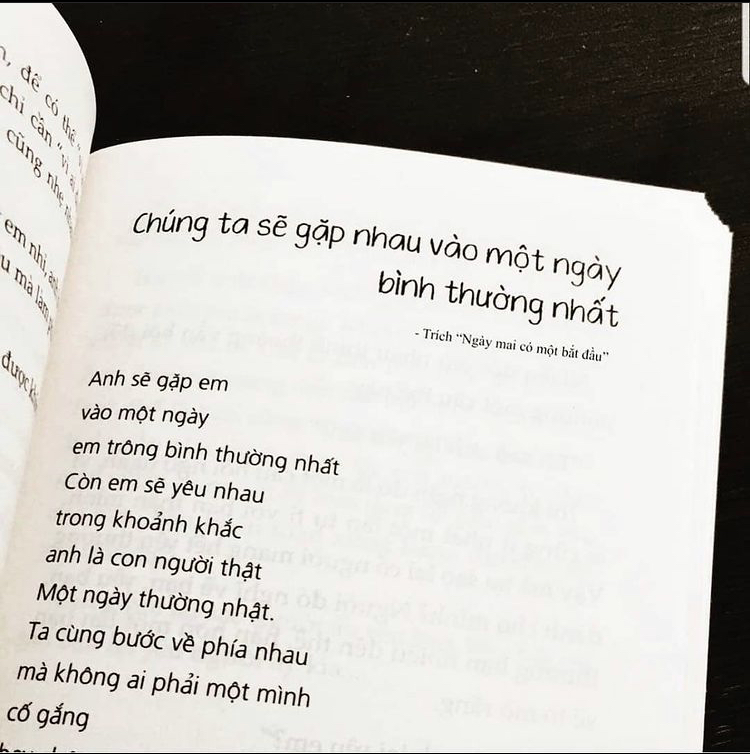 để có thể
chỉ cần "vì
cũng nhẹ
em nhỉ,
mà làm
được
Chúng ta sẽ gặp nhau vào một ngày
bình thường nhất
- Trích "Ngày mai có một bắt đầu"
Anh sẽ gặp em
vào một ngày
em trông bình thường nhất
Còn em sẽ yêu nhau
trong khoảnh khắc
anh là con người thật
Một ngày thường nhật.
Ta cùng bước về phía nhau
mà không ai phải một mình
cố gắng